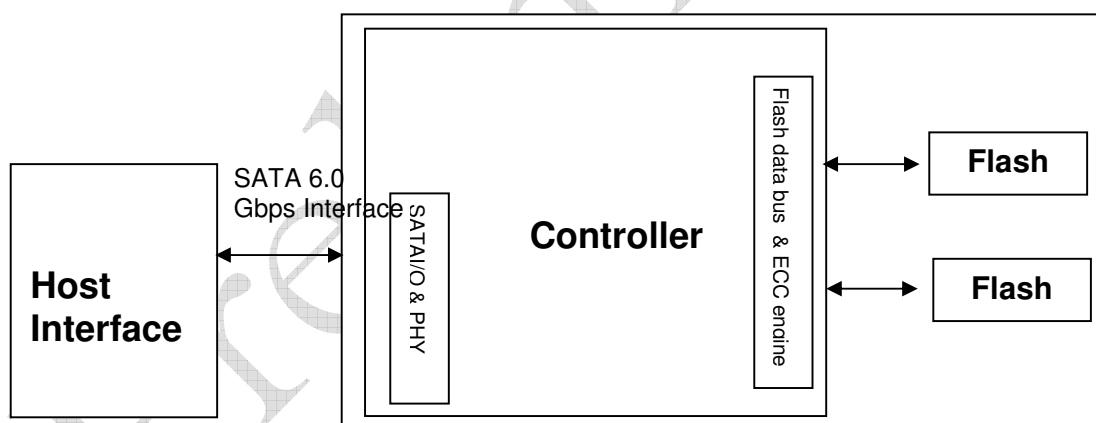 SATA 6.0
Gbps Interface
Host
Interface
SATAI/O & PHY
Controller
Flash data bus & ECC engine
Flash
Flash